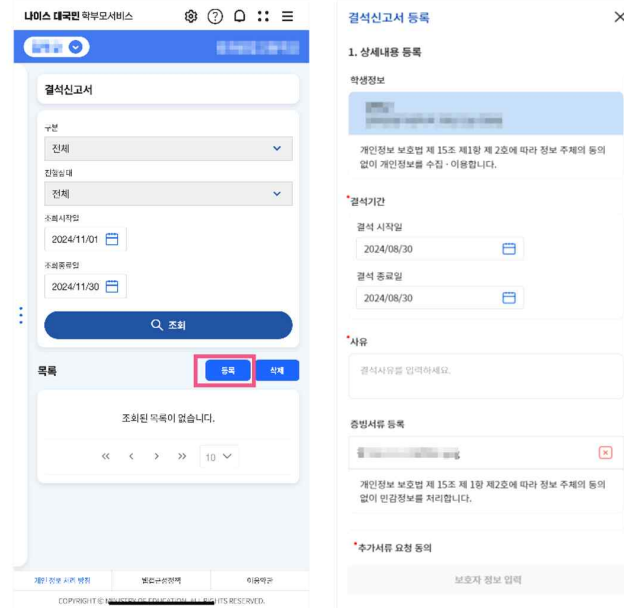 나이스 대국민 학부모서비스
결석신고서
구분
전체
진행상태
전체
조회시작일
2024/11/01
조회종료일
2024/11/30
조회
목록
등록
삭제
조회된 목록이 없습니다.
10
개인정보 처리 방침
이용약관
COPYRIGHT © MINISTRY OF EDUCATION. ALL RIGHTS RESERVED.
결석신고서 등록
1. 상세내용 등록
학생정보
개인정보 보호법 제 15조 제1항 제 2호에 따라 정보 주체의 동의
없이 개인정보를 수집 · 이용합니다.
*결석기간
결석 시작일
2024/08/30
결석 종료일
2024/08/30
*사유
결석사유를 입력하세요.
증빙서류 등록
개인정보 보호법 제 15조 제 1항 제2호에 따라 정보 주체의 동의
없이 민감정보를 처리합니다.
*추가서류 요청 동의
보호자 정보 입력